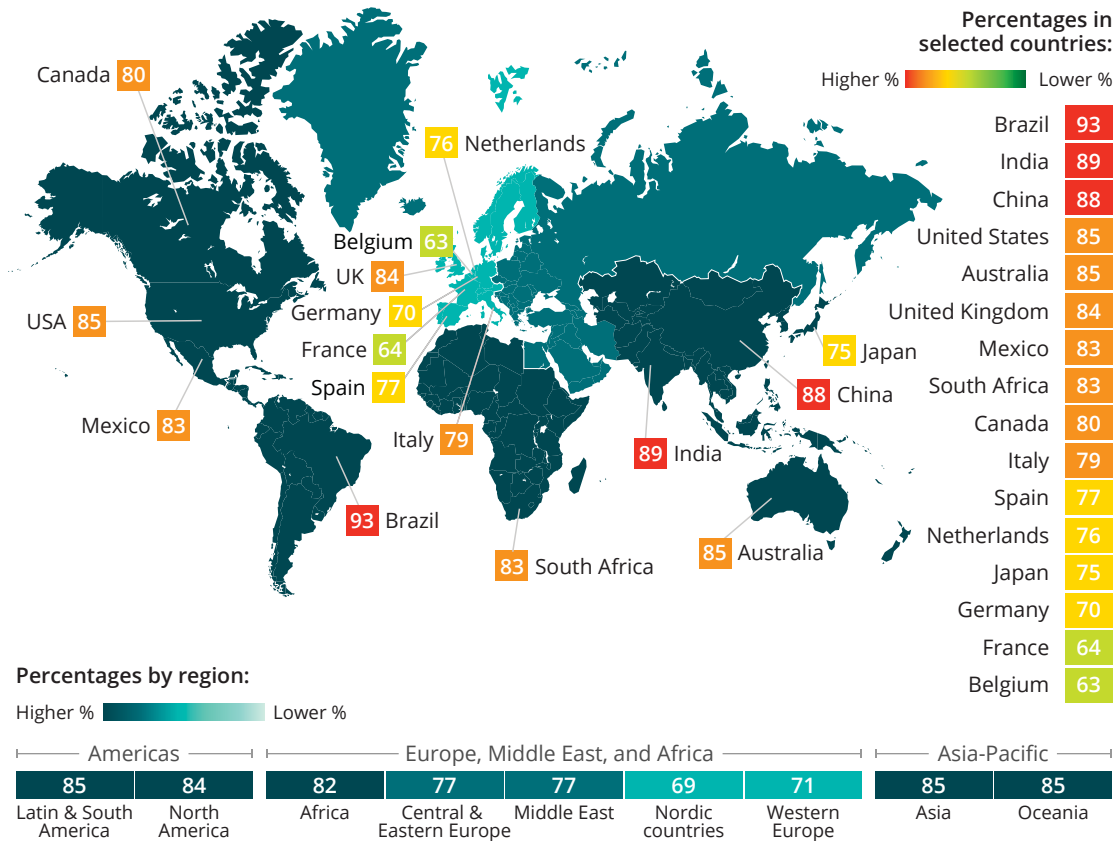 Percentages in
selected countries:
Higher %
Lower %
Canada 80
76 Netherlands
Belgium 63
UK 84
Germany 70
USA 85
France 64
Spain 77
75 Japan
88 China
Mexico 83
Italy 79
89 India
93 Brazil
85 Australia
83 South Africa
Brazil 93
India 89
China 88
United States 85
Australia 85
United Kingdom 84
Mexico 83
South Africa 83
Canada 80
Italy 79
Spain 77
Netherlands 76
Japan 75
Germany 70
France 64
Belgium 63
Percentages by region:
Higher %
Lower %
Americas
Europe, Middle East, and Africa
Asia-Pacific
85
84
82
77
77
69
71
85
85
Latin & South
America
North
America
Africa
Central &
Eastern Europe
Middle East
Nordic
countries
Western
Europe
Asia
Oceania